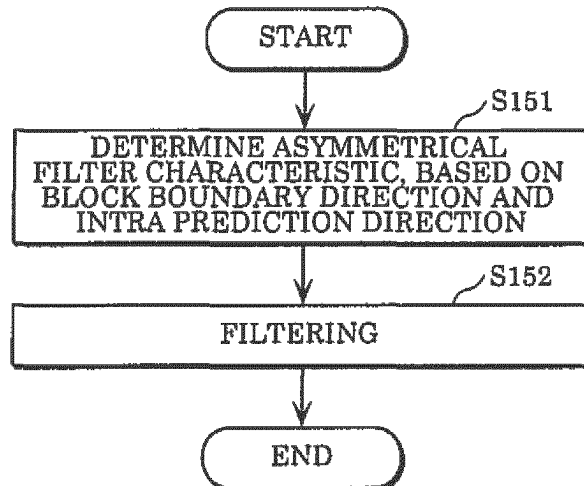 START
S151
DETERMINE ASYMMETRICAL
FILTER CHARACTERISTIC, BASED ON
BLOCK BOUNDARY DIRECTION AND
INTRA PREDICTION DIRECTION
S152
FILTERING
END